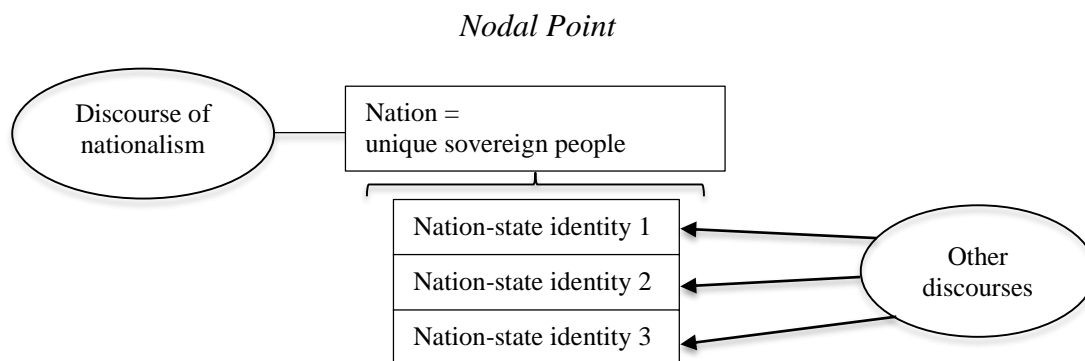 Nodal Point
Discourse of
nationalism
Nation =
unique sovereign people
Nation-state identity 1
Nation-state identity 2
Nation-state identity 3
Other
discourses